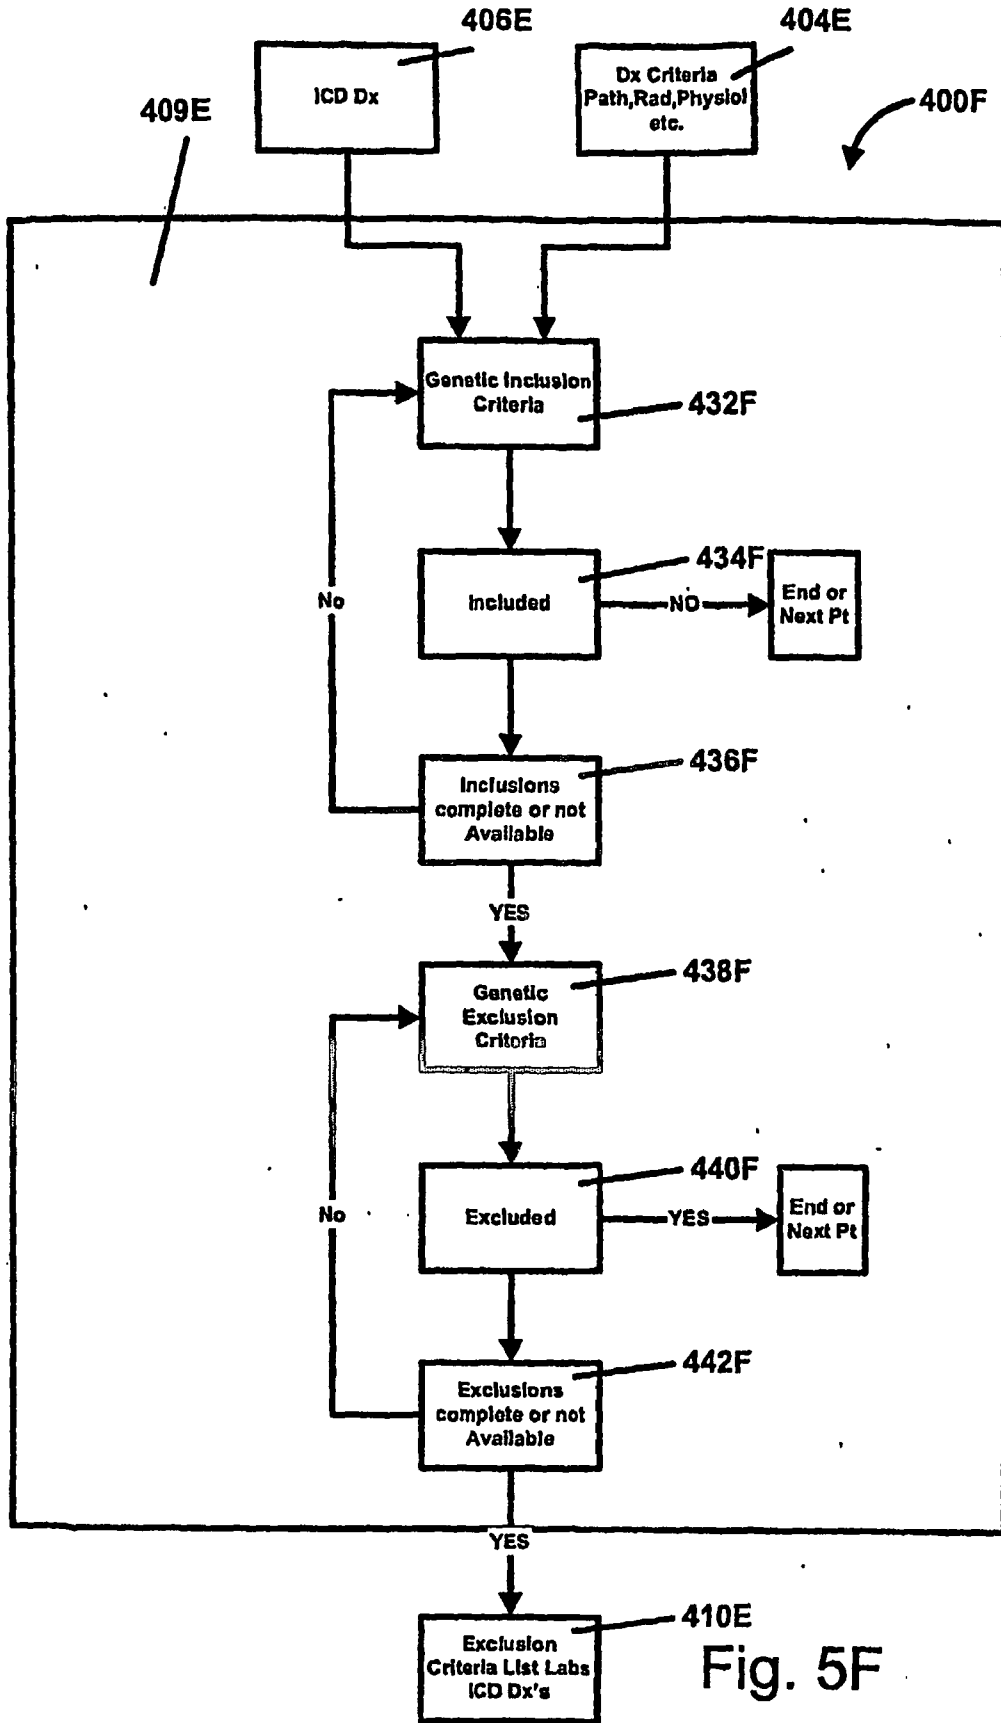 406E
404E
ICD Dx
Dx Criteria
Path,Rad,Physiol
etc.
409E
400F
Genetic Inclusion
Criteria
432F
434F
Included
NO
End or
Next Pt
No
436F
Inclusions
complete or not
Available
YES
438F
Genetic
Exclusion
Criteria
440F
Excluded
YES
End or
Next Pt
No
442F
Exclusions
complete or not
Available
YES
410E
Exclusion
Criteria List Labs
ICD Dx's
Fig. 5F